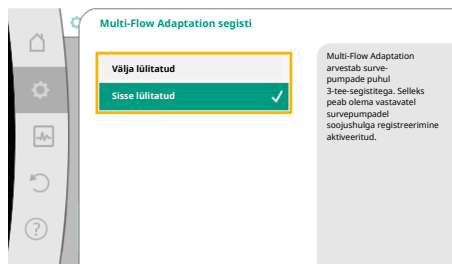 Multi-Flow Adaptation segisti
Välja lülitatud
Sisse lülitatud
Multi-Flow Adaptation
arvestab surve-
pumpade puhul
3-tee-segistitega. Selleks
peab olema vastavatel
survepumpadel
soojushulga registreerimine
aktiveeritud.
?